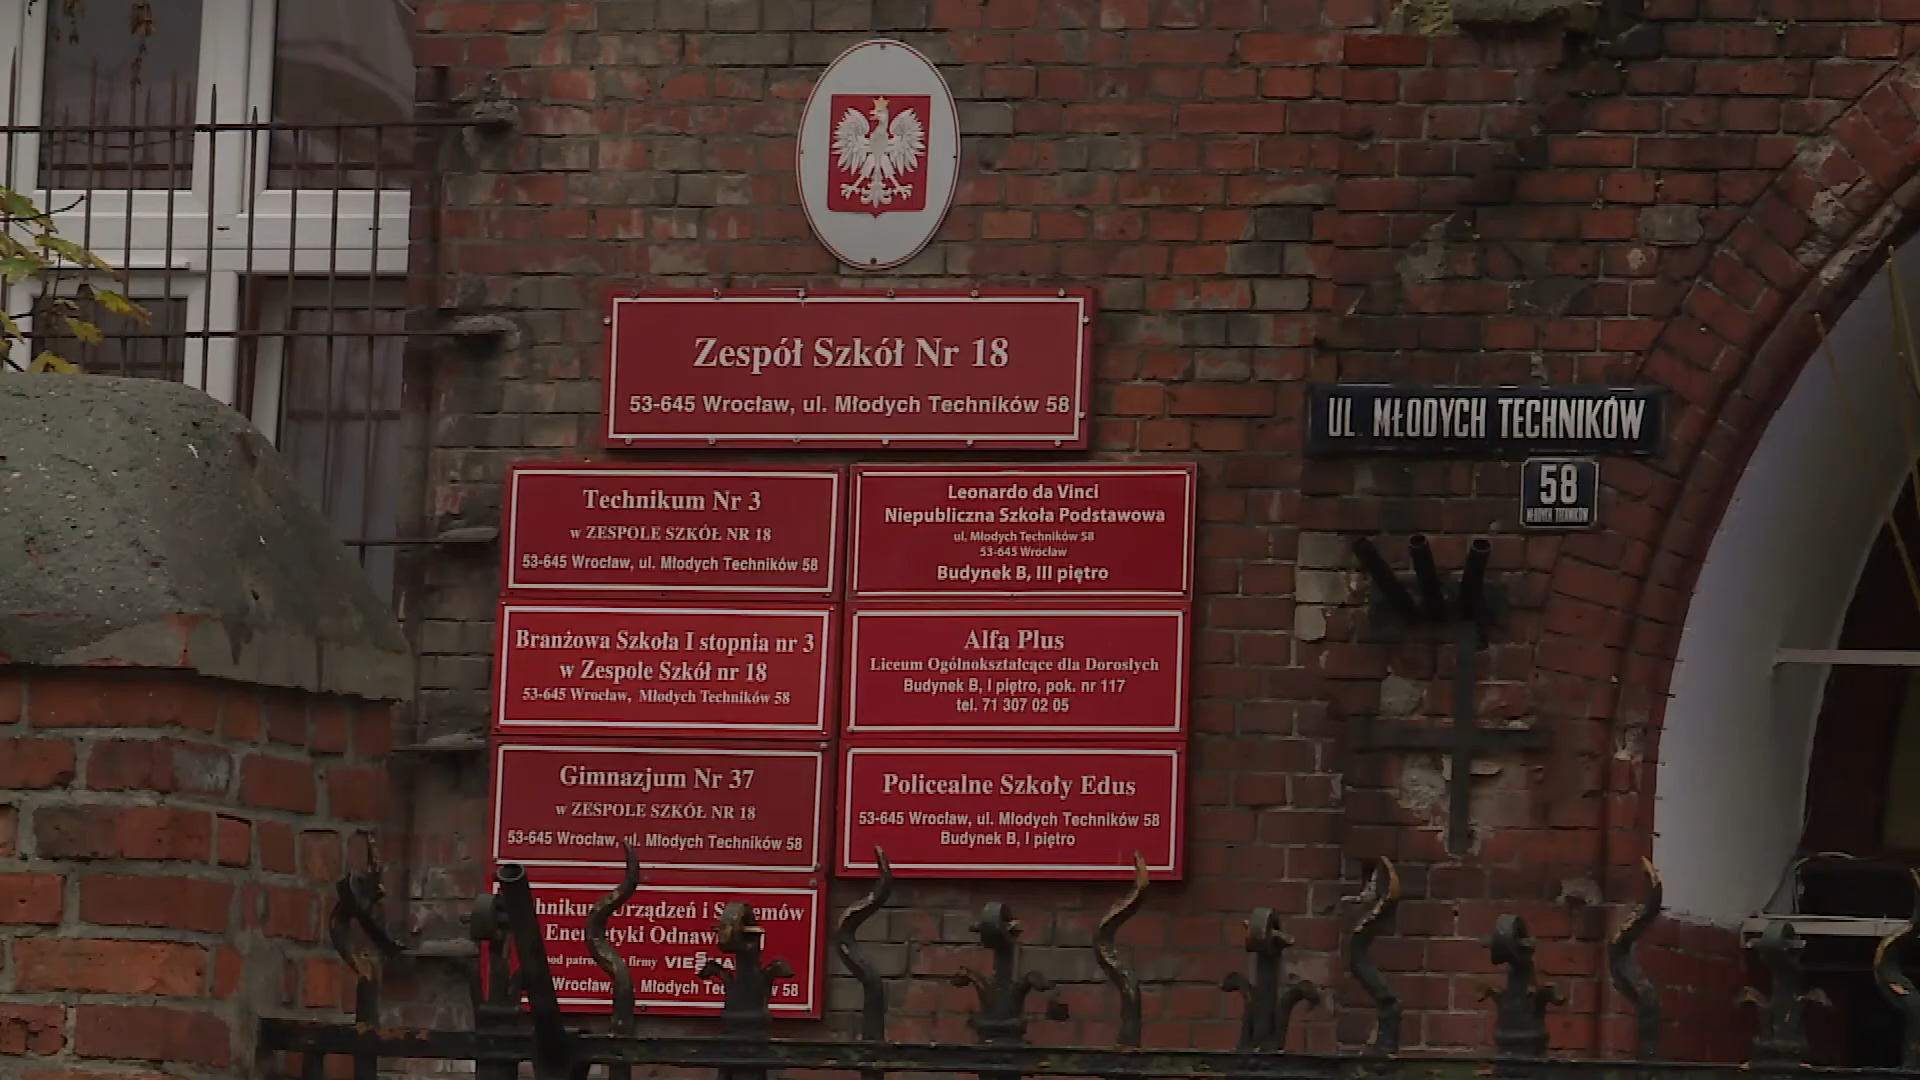 Zespół Szkół Nr 18
53-645 Wrocław, ul. Młodych Techników 58
Technikum Nr 3
w ZESPOLE SZKÓŁ NR 18
53-645 Wrocław, ul. Młodych Techników 58
Branżowa Szkoła I stopnia nr 3
w Zespole Szkół nr 18
53-645 Wrocław, Młodych Techników 58
Gimnazjum Nr 37
w ZESPOLE SZKÓŁ NR 18
53-645 Wrocław, ul. Młodych Techników 58
Urządzeń i
firmy
Wrocław, Młodych 58
Leonardo da Vinci
Niepubliczna Szkoła Podstawowa
ul. Młodych Techników 58
53-645 Wrocław
Budynek B, III piętro
Alfa Plus
Liceum Ogólnokształcące dla Dorosłych
Budynek B, I piętro, pok. nr 117
tel. 71 307 02 05
Policealne Szkoły Edus
53-645 Wrocław, ul. Młodych Techników 58
Budynek B, I piętro
UL. MŁODYCH TECHNIKÓW
58
MŁODYCH TECHNIKÓW